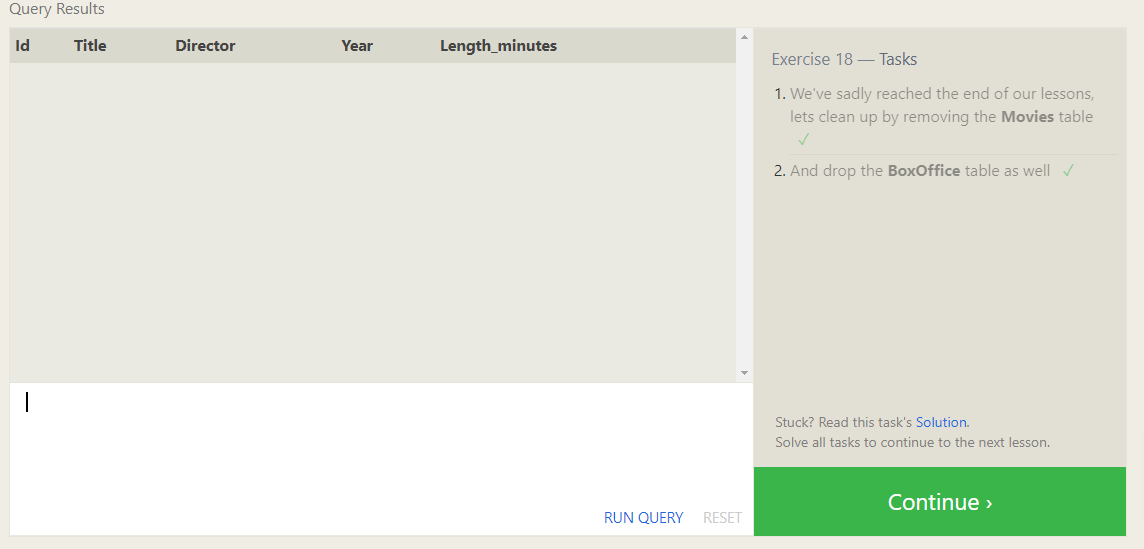 Query Results
Id Title Director Year Length_minutes
Exercise 18 — Tasks
1. We've sadly reached the end of our lessons,
lets clean up by removing the Movies table
✓
2. And drop the BoxOffice table as well ✓
Stuck? Read this task's Solution.
Solve all tasks to continue to the next lesson.
RUN QUERY RESET
Continue ›